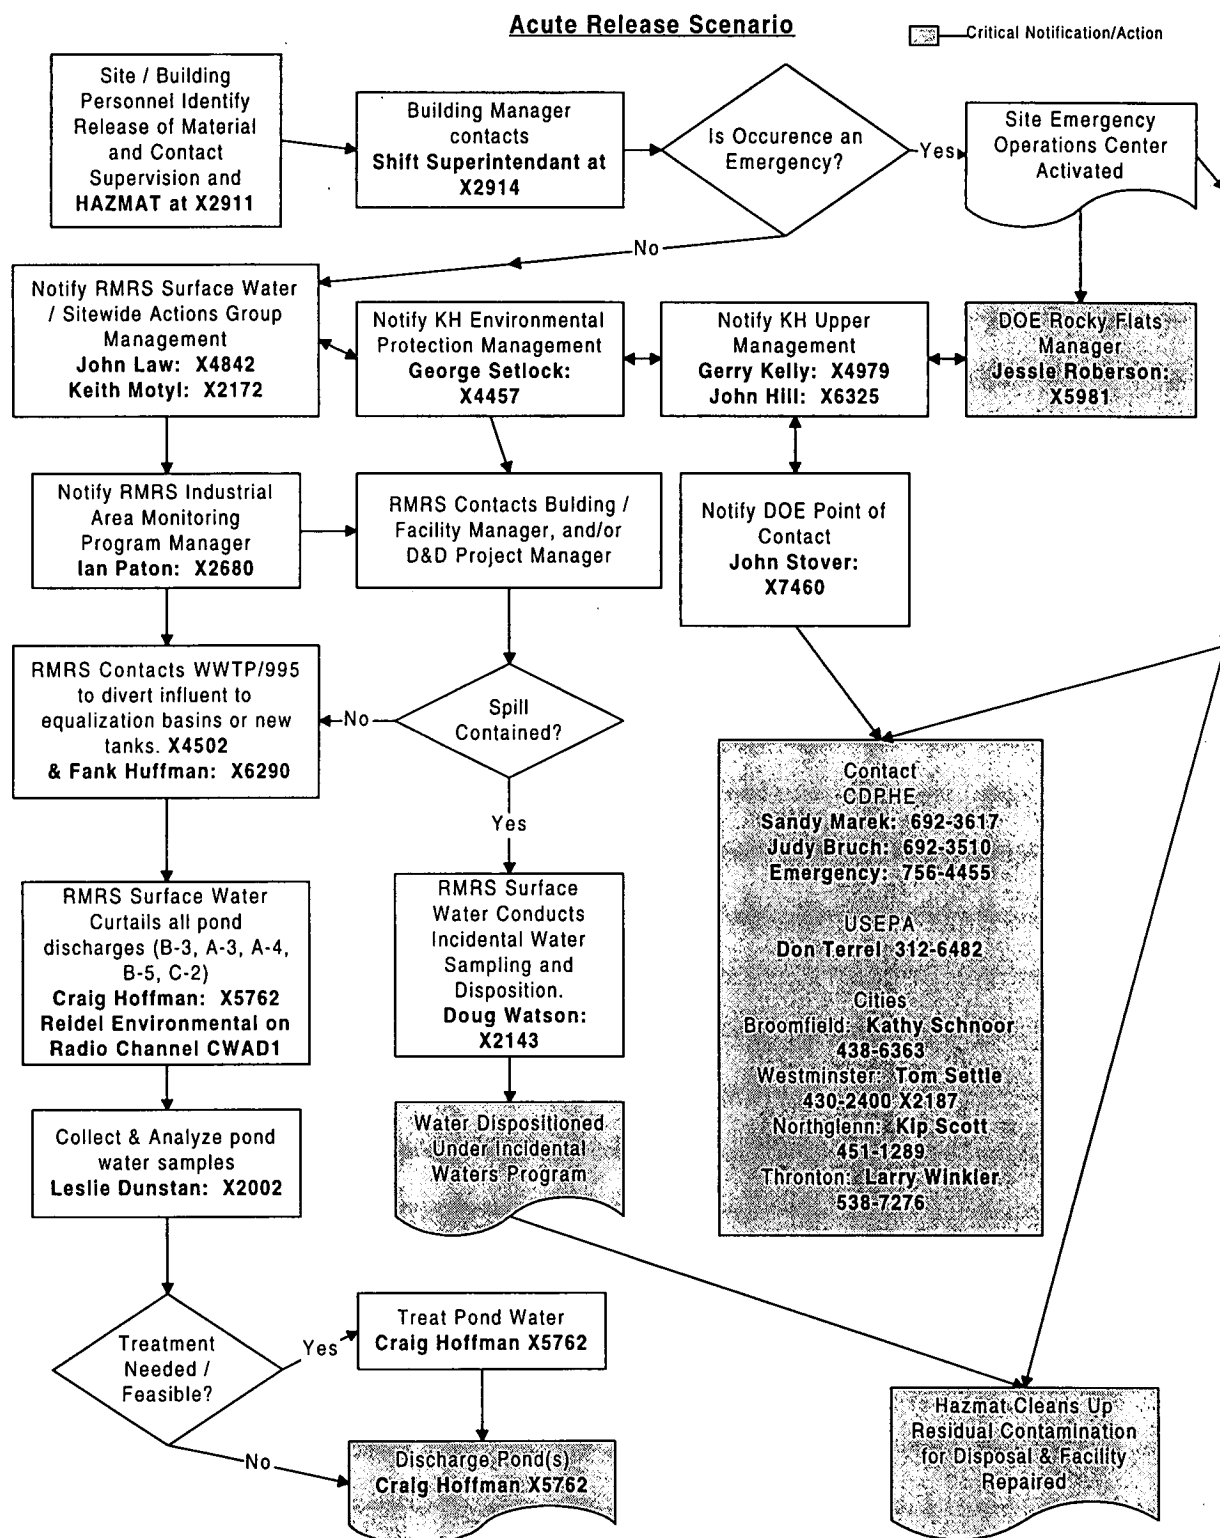 Acute Release Scenario
Critical Notification/Action
Site / Building
Personnel Identify
Release of Material
and Contact
Supervision and
HAZMAT at X2911
Building Manager
contacts
Shift Superintendant at
X2914
Is Occurence an
Emergency?
Yes
Site Emergency
Operations Center
Activated
No
Notify RMRS Surface Water
/ Sitewide Actions Group
Management
John Law: X4842
Keith Motyl: X2172
Notify KH Environmental
Protection Management
George Setlock:
X4457
Notify KH Upper
Management
Gerry Kelly: X4979
John Hill: X6325
DOE Rocky Flats
Manager
Jessie Roberson:
X5981
Notify RMRS Industrial
Area Monitoring
Program Manager
Ian Paton: X2680
RMRS Contacts Bulding /
Facility Manager, and/or
D&D Project Manager
Notify DOE Point of
Contact
John Stover:
X7460
RMRS Contacts WWTP/995
to divert influent to
equalization basins or new
tanks. X4502
& Fank Huffman: X6290
No
Spill
Contained?
Yes
Contact
CDPHE
Sandy Marek: 692-3617
Judy Bruch: 692-3510
Emergency: 756-4455
USEPA
Don Terrel 312-6482
Cities
Broomfield: Kathy Schnoor
438-6363
Westminster: Tom Settle
430-2400 X2187
Northglenn: Kip Scott
451-1289
Thronton: Larry Winkler
538-7276
RMRS Surface Water
Curtails all pond
discharges (B-3, A-3, A-4,
B-5, C-2)
Craig Hoffman: X5762
Reidel Environmental on
Radio Channel CWAD1
RMRS Surface
Water Conducts
Incidental Water
Sampling and
Disposition.
Doug Watson:
X2143
Collect & Analyze pond
water samples
Leslie Dunstan: X2002
Water Dispositioned
Under Incidental
Waters Program
Treatment
Needed /
Feasible?
Yes
Treat Pond Water
Craig Hoffman X5762
No
Discharge Pond(s)
Craig Hoffman X5762
Hazmat Cleans Up
Residual Contamination
for Disposal & Facility
Repaired